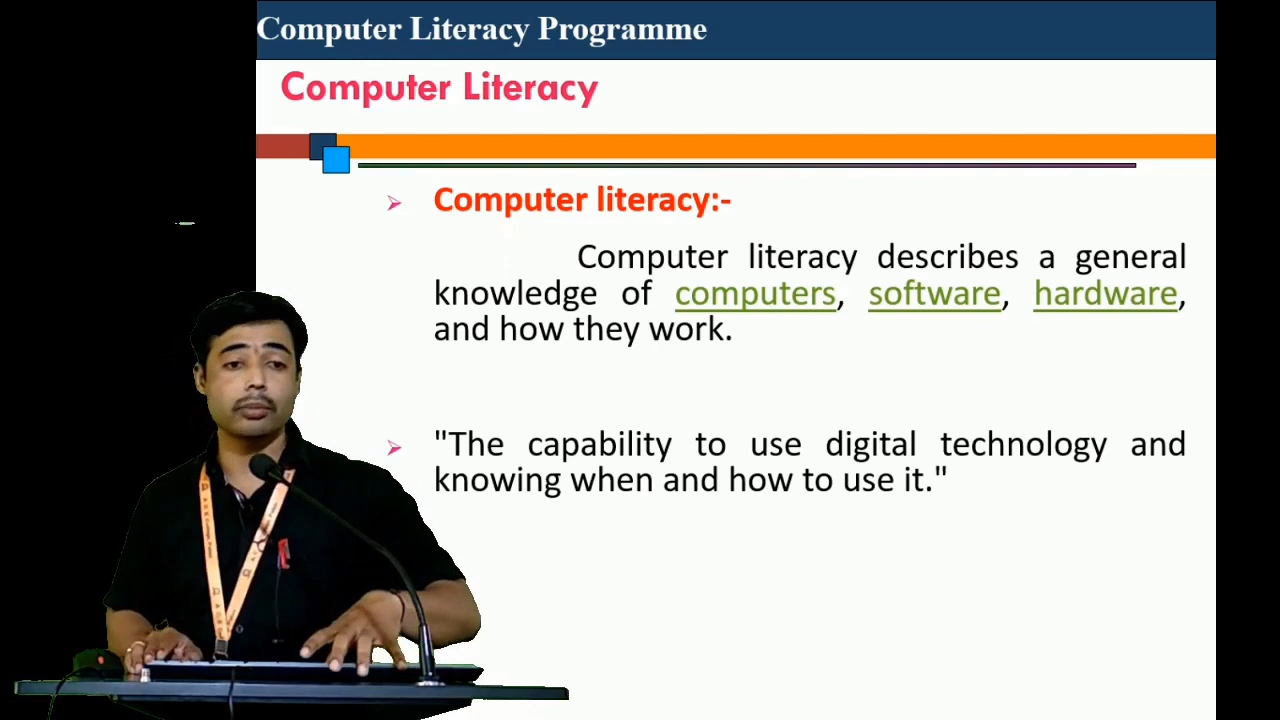 Computer Literacy Programme
Computer Literacy
Computer literacy:-
Computer literacy describes a general
knowledge of computers, software, hardware,
and how they work.
"The capability to use digital technology and
knowing when and how to use it."